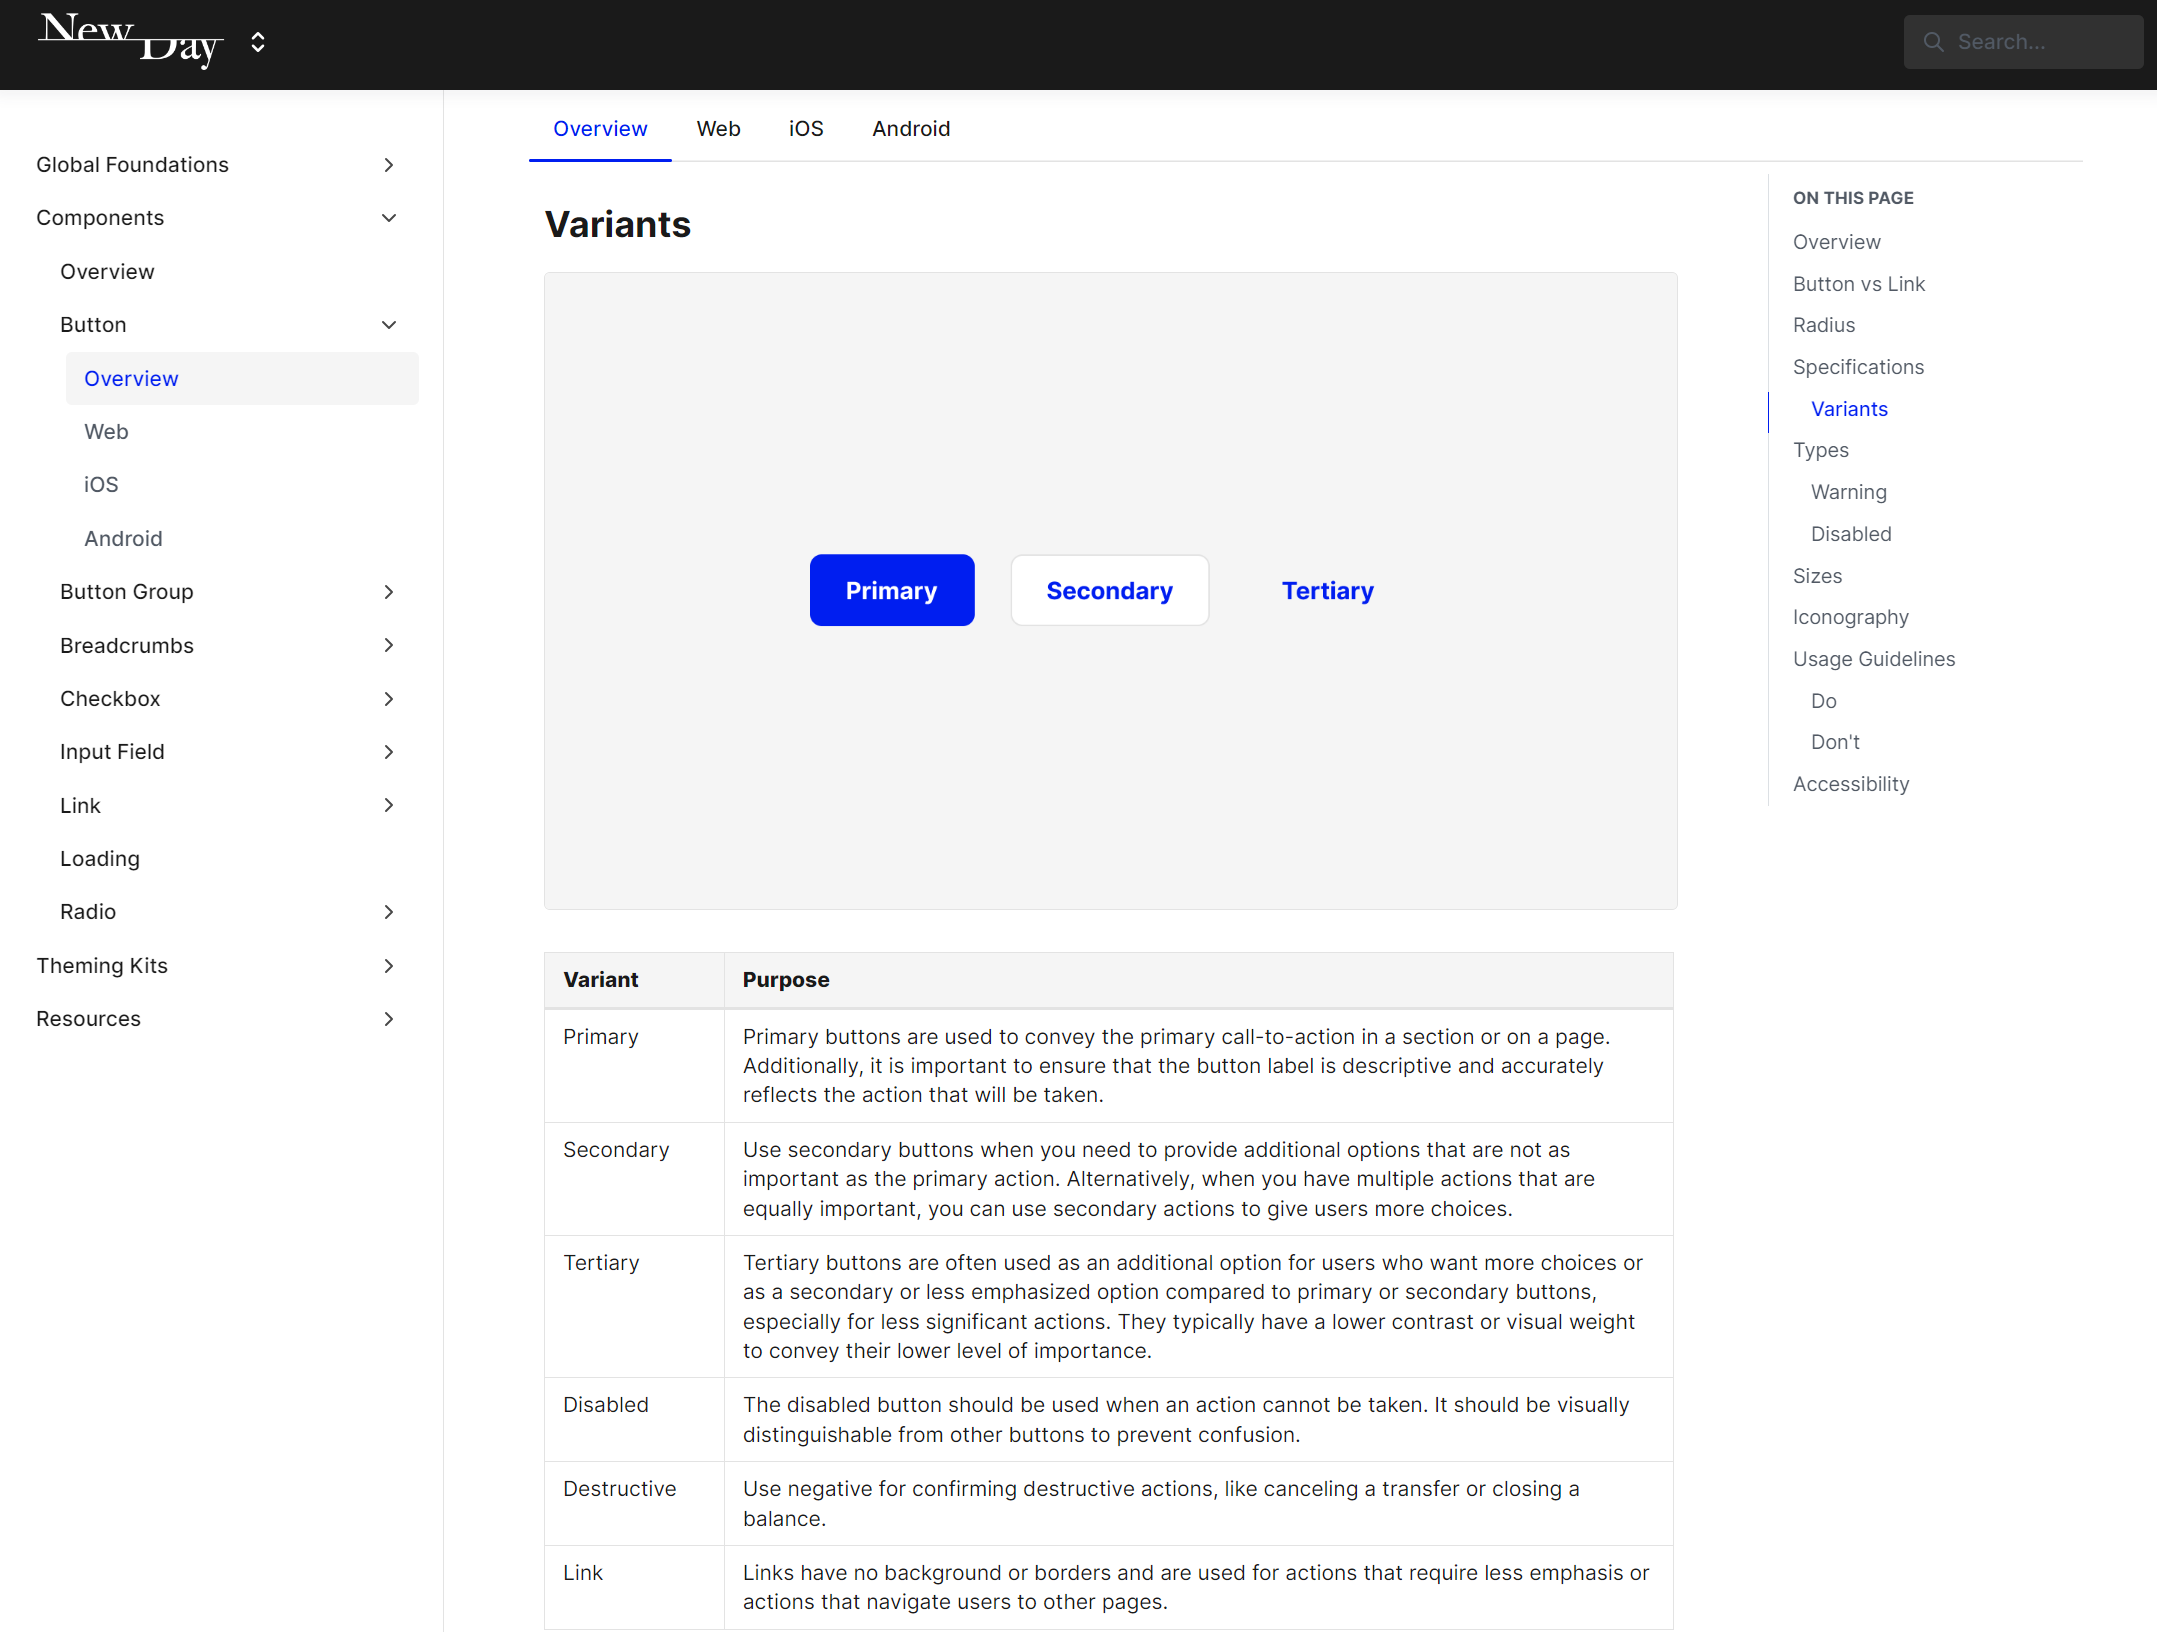 New Day
Search...
Global Foundations
Components
Overview
Button
Overview
Web
iOS
Android
Button Group
Breadcrumbs
Checkbox
Input Field
Link
Loading
Radio
Theming Kits
Resources
Overview Web iOS Android
Variants
Primary Secondary Tertiary
Variant Purpose
Primary Primary buttons are used to convey the primary call-to-action in a section or on a page.
Additionally, it is important to ensure that the button label is descriptive and accurately
reflects the action that will be taken.
Secondary Use secondary buttons when you need to provide additional options that are not as
important as the primary action. Alternatively, when you have multiple actions that are
equally important, you can use secondary actions to give users more choices.
Tertiary Tertiary buttons are often used as an additional option for users who want more choices or
as a secondary or less emphasized option compared to primary or secondary buttons,
especially for less significant actions. They typically have a lower contrast or visual weight
to convey their lower level of importance.
Disabled The disabled button should be used when an action cannot be taken. It should be visually
distinguishable from other buttons to prevent confusion.
Destructive Use negative for confirming destructive actions, like canceling a transfer or closing a
balance.
Link Links have no background or borders and are used for actions that require less emphasis or
actions that navigate users to other pages.
ON THIS PAGE
Overview
Button vs Link
Radius
Specifications
Variants
Types
Warning
Disabled
Sizes
Iconography
Usage Guidelines
Do
Don't
Accessibility